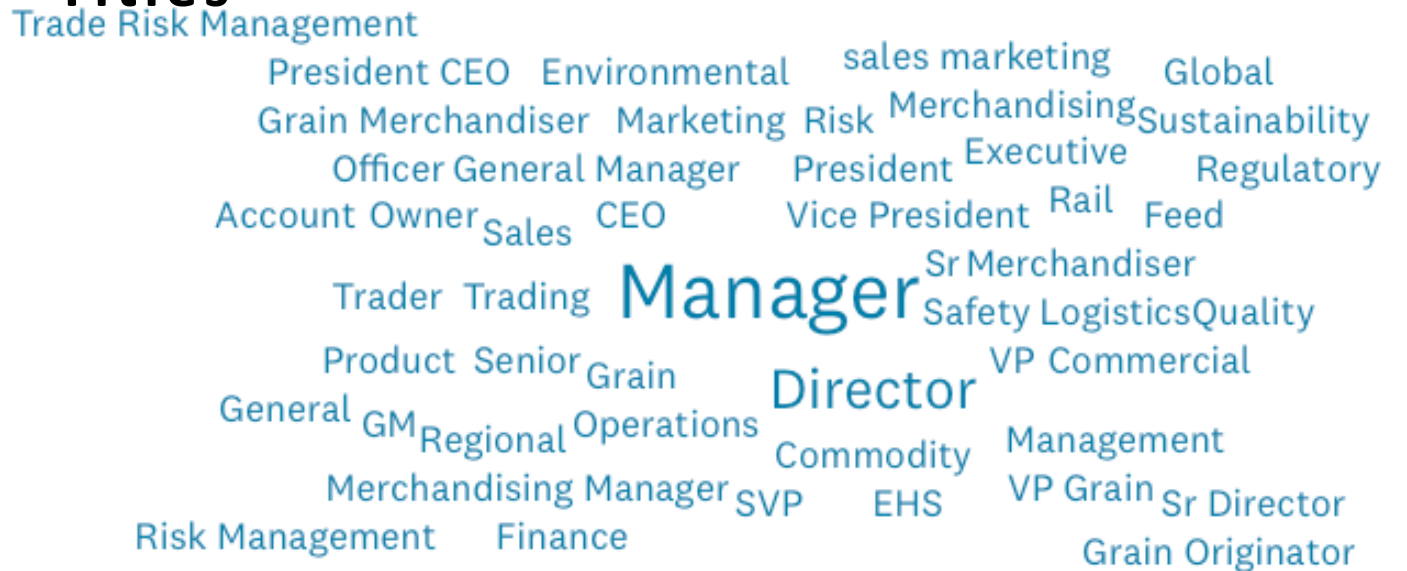 Titles
Trade Risk Management
President CEO Environmental sales marketing Global
Grain Merchandiser Marketing Risk Merchandising Sustainability
Officer General Manager President Executive Regulatory
Account Owner Sales CEO Vice President Rail Feed
Sr Merchandiser
Trader Trading Manager Safety Logistics Quality
Product Senior Grain Director VP Commercial
General GM Regional Operations Commodity Management
Merchandising Manager SVP EHS VP Grain Sr Director
Risk Management Finance Grain Originator